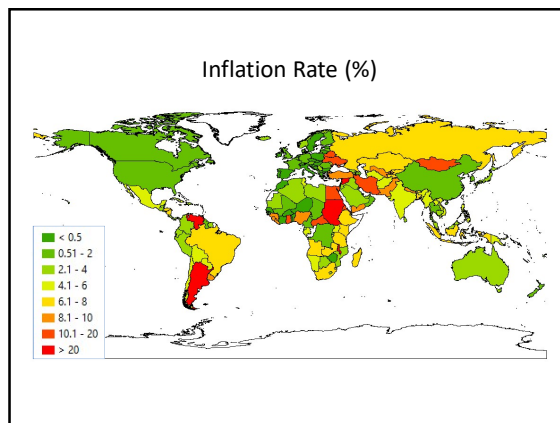 Inflation Rate (%)
< 0.5
0.51 - 2
2.1 - 4
4.1 - 6
6.1 - 8
8.1 - 10
10.1 - 20
> 20